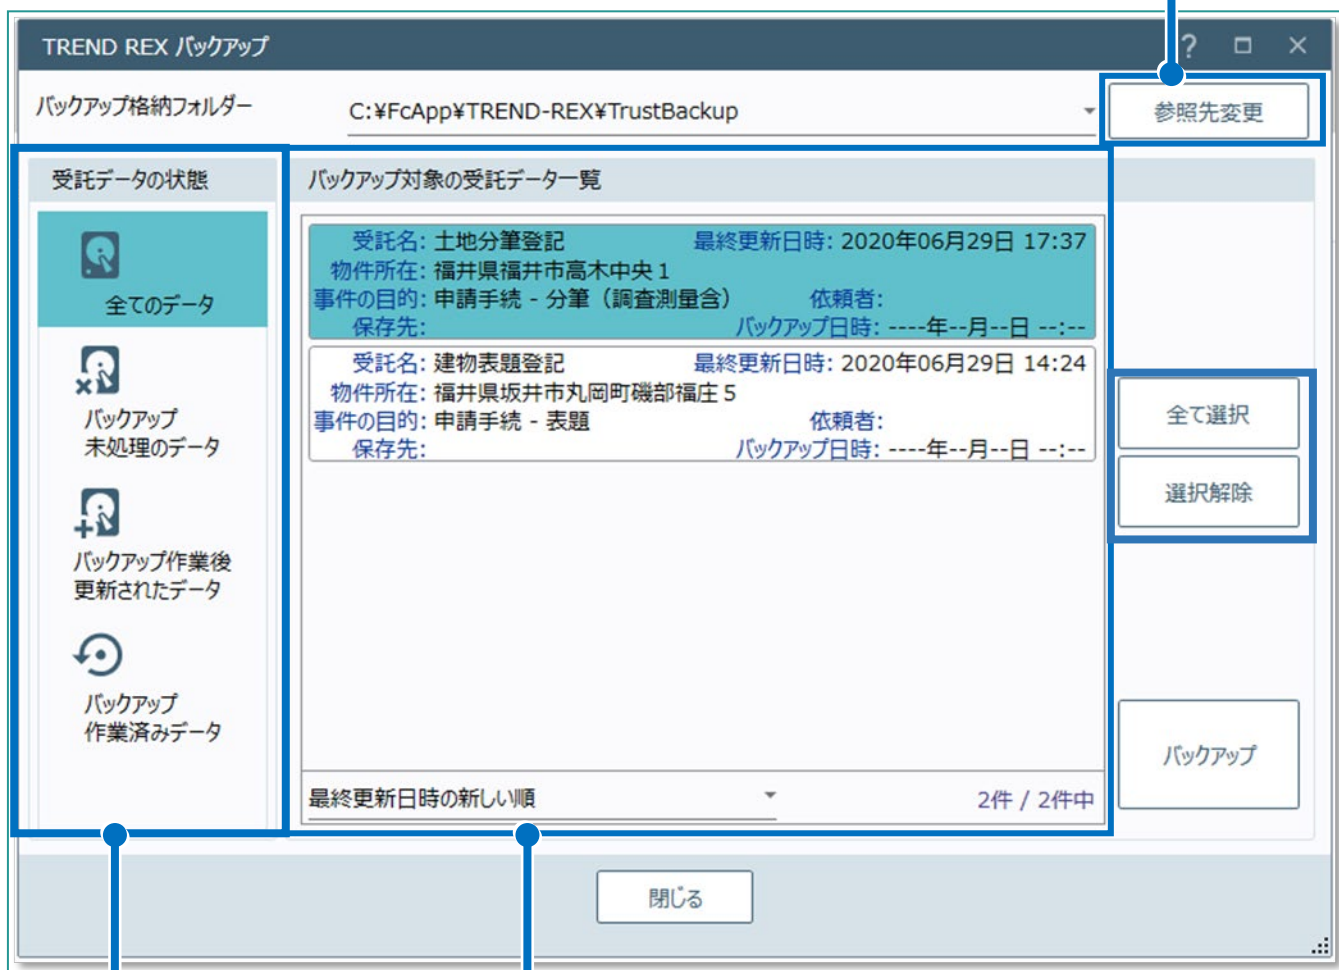 TREND REX バックアップ
?
バックアップ格納フォルダー
C:¥FcApp¥TREND-REX¥TrustBackup
参照先変更
受託データの状態
全てのデータ
バックアップ
未処理のデータ
バックアップ作業後
更新されたデータ
バックアップ
作業済みデータ
バックアップ対象の受託データ一覧
受託名: 土地分筆登記 最終更新日時: 2020年06月29日 17:37
物件所在: 福井県福井市高木中央1
事件の目的: 申請手続 - 分筆（調査測量含） 依頼者:
保存先: バックアップ日時: ----年--月--日 --:--
受託名: 建物表題登記 最終更新日時: 2020年06月29日 14:24
物件所在: 福井県坂井市丸岡町磯部福庄5
事件の目的: 申請手続 - 表題 依頼者:
保存先: バックアップ日時: ----年--月--日 --:--
最終更新日時の新しい順 2件 / 2件中
全て選択
選択解除
バックアップ
閉じる